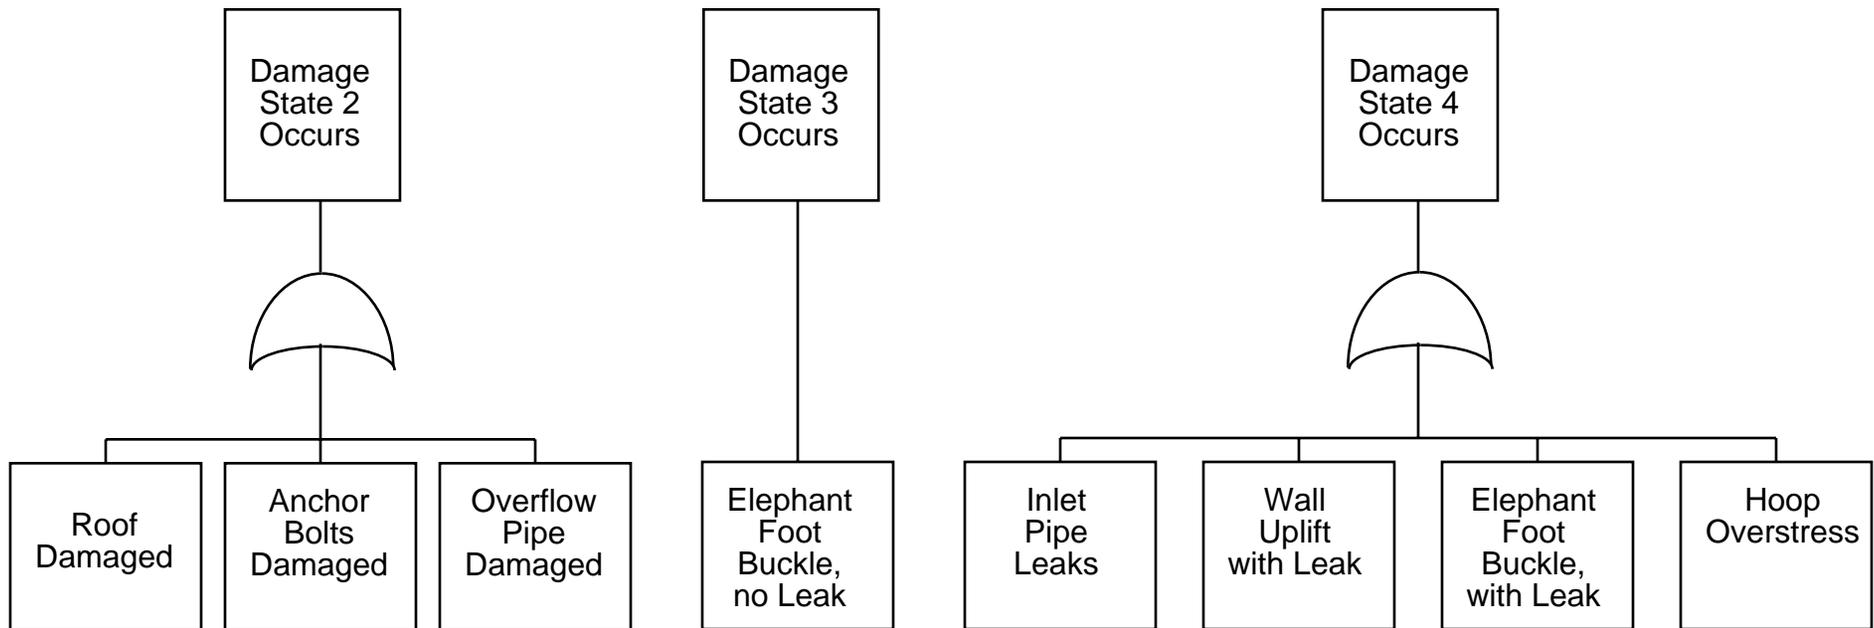 Damage
State 2
Occurs
Damage
State 3
Occurs
Damage
State 4
Occurs
Roof
Damaged
Anchor
Bolts
Damaged
Overflow
Pipe
Damaged
Elephant
Foot
Buckle,
no Leak
Inlet
Pipe
Leaks
Wall
Uplift
with Leak
Elephant
Foot
Buckle,
with Leak
Hoop
Overstress